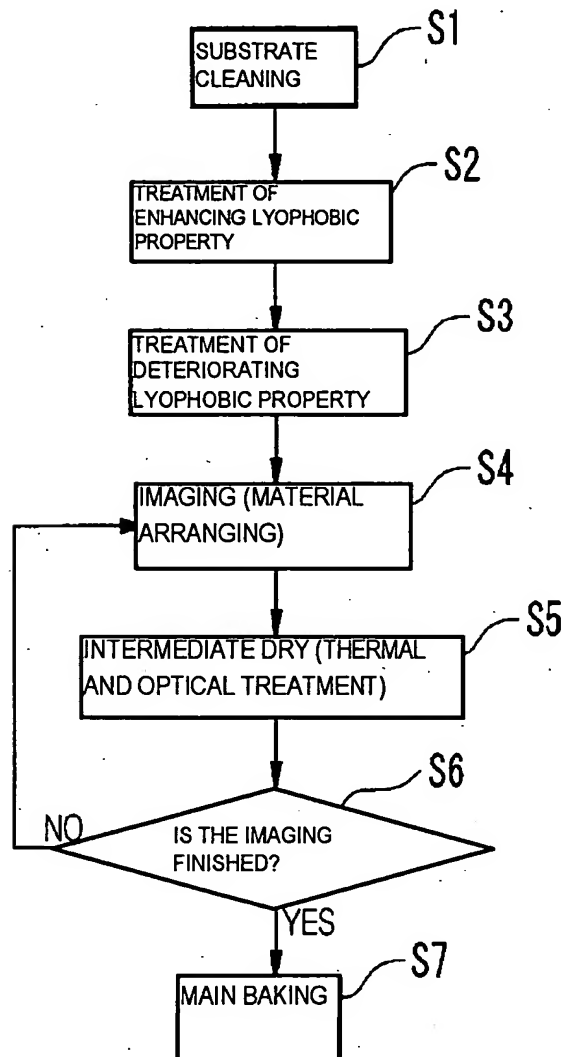 S1
SUBSTRATE
CLEANING
S2
TREATMENT OF
ENHANCING LYOPHOBIC
PROPERTY
S3
TREATMENT OF
DETERIORATING
LYOPHOBIC PROPERTY
S4
IMAGING (MATERIAL
ARRANGING)
S5
INTERMEDIATE DRY (THERMAL
AND OPTICAL TREATMENT)
S6
NO
IS THE IMAGING
FINISHED?
YES
S7
MAIN BAKING